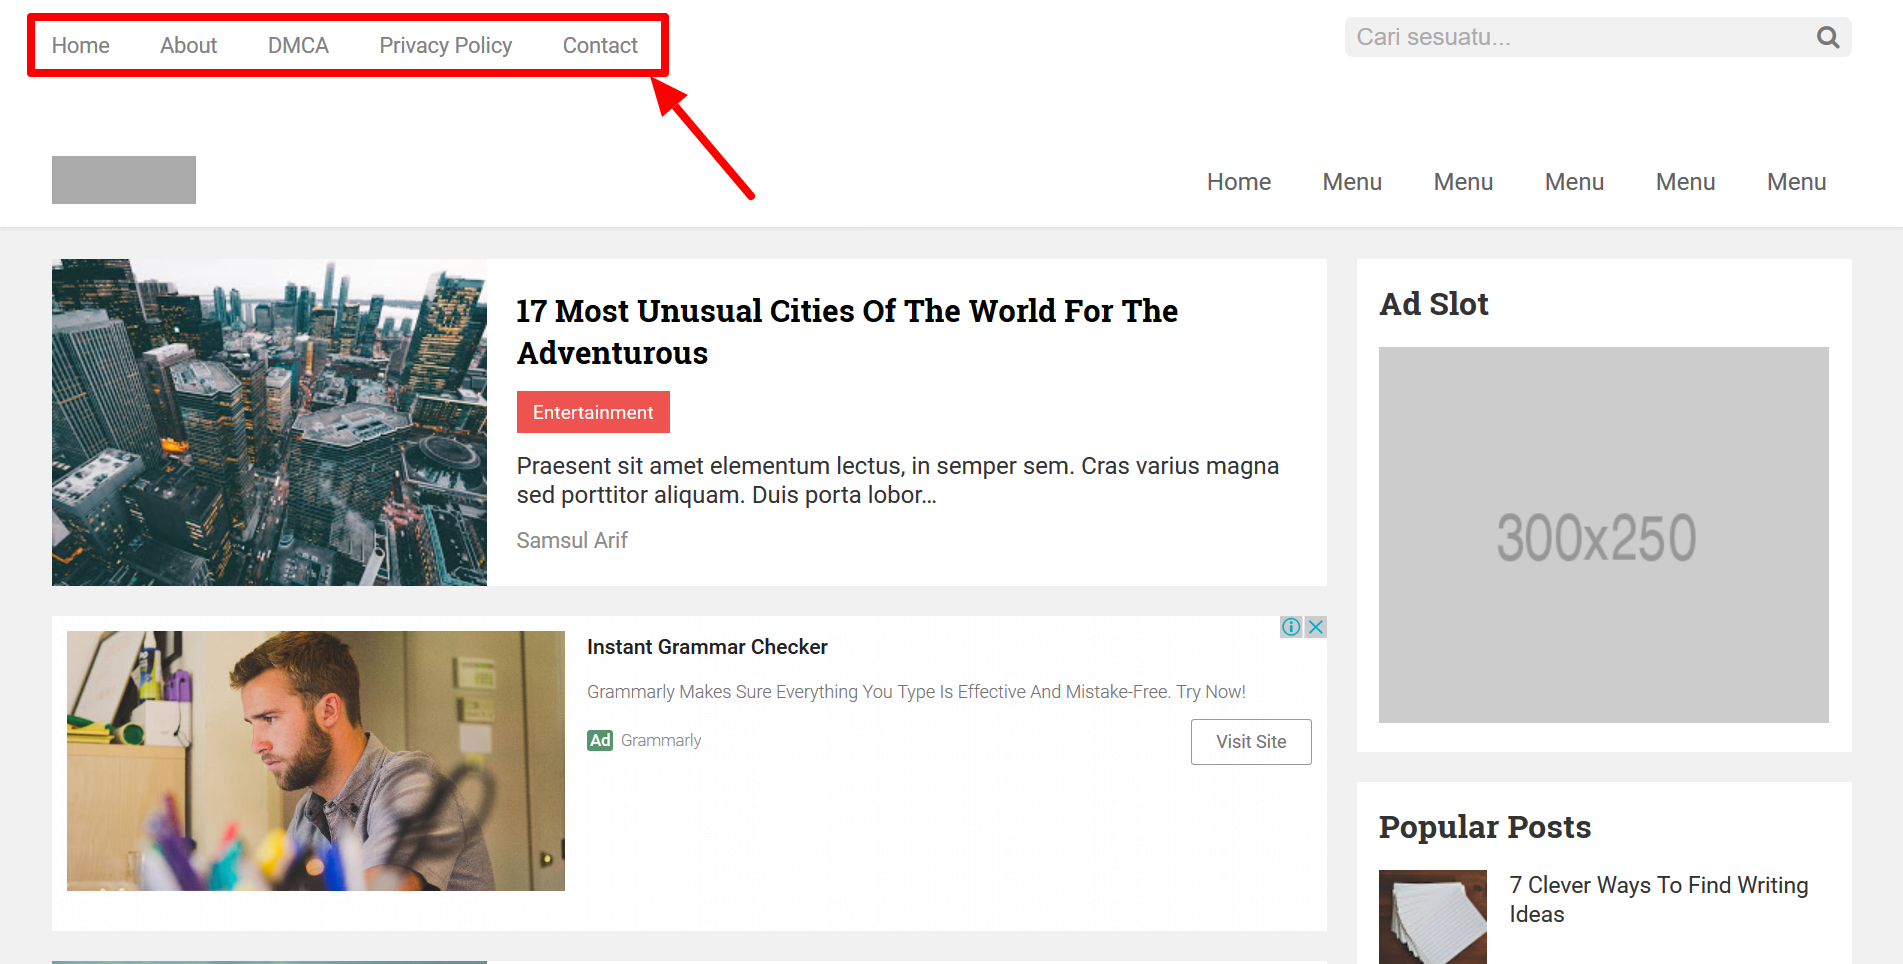 Home About DMCA Privacy Policy Contact
Cari sesuatu...
Home Menu Menu Menu Menu Menu
17 Most Unusual Cities Of The World For The
Adventurous
Entertainment
Praesent sit amet elementum lectus, in semper sem. Cras varius magna
sed porttitor aliquam. Duis porta lobor...
Samsul Arif
Instant Grammar Checker
Grammarly Makes Sure Everything You Type Is Effective And Mistake-Free. Try Now!
Ad Grammarly
Visit Site
Ad Slot
300x250
Popular Posts
7 Clever Ways To Find Writing
Ideas